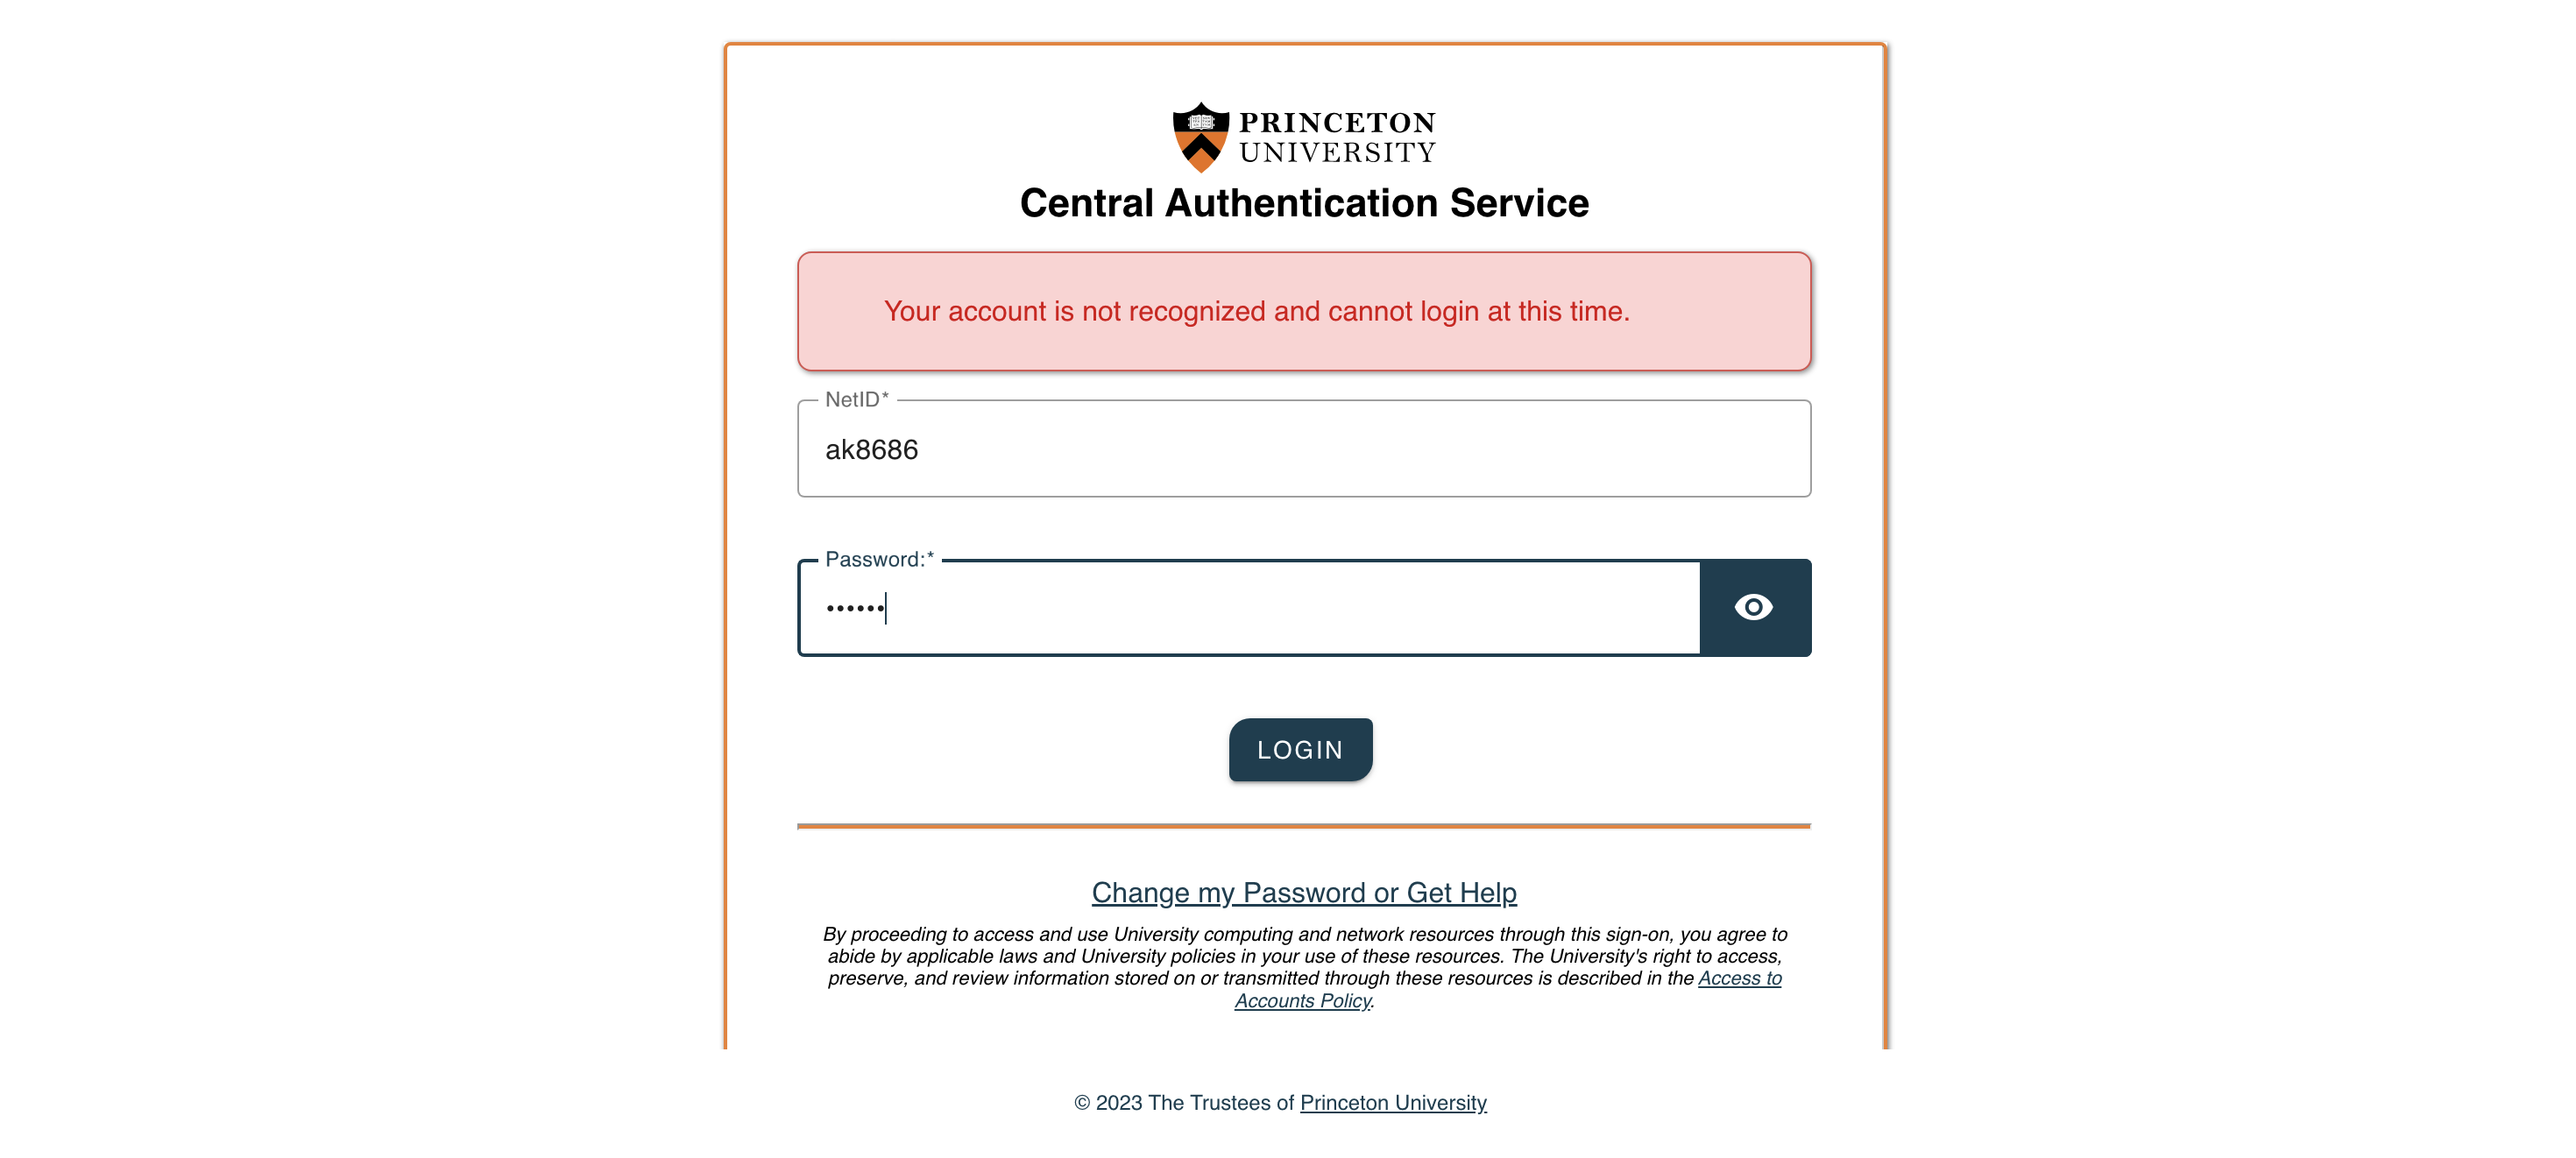 PRINCETON
UNIVERSITY
Central Authentication Service
Your account is not recognized and cannot login at this time.
NetID*
ak8686
Password:*
••••••
LOGIN
Change my Password or Get Help
By proceeding to access and use University computing and network resources through this sign-on, you agree to
abide by applicable laws and University policies in your use of these resources. The University's right to access,
preserve, and review information stored on or transmitted through these resources is described in the Access to
Accounts Policy.
© 2023 The Trustees of Princeton University